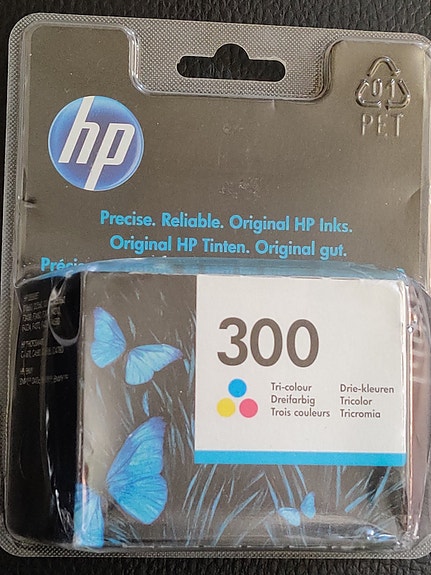 01
PET
hp
Precise. Reliable. Original HP Inks.
Original HP Tinten. Original gut.
300
Tri-colour Drie-kleuren
Dreifarbig Tricolor
Trois couleurs Tricromia